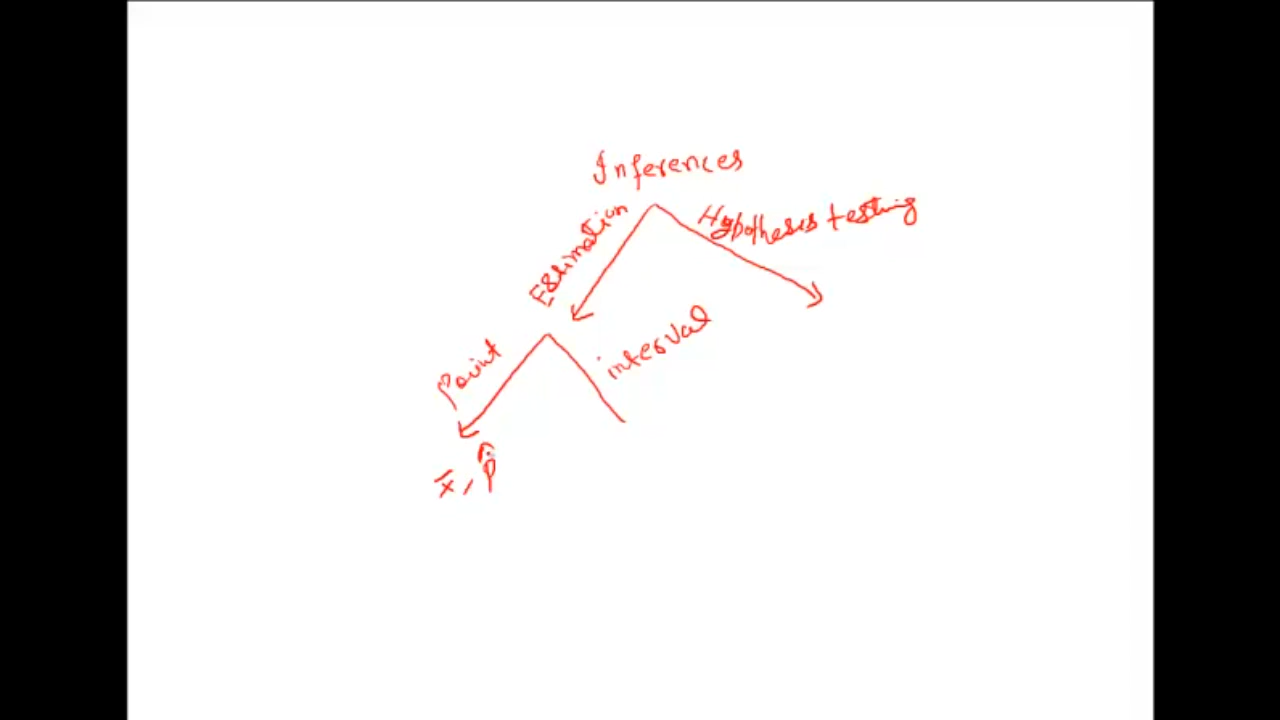 Inferences
Estimation
Hypothesis testing
Point
interval
x̄, p̂